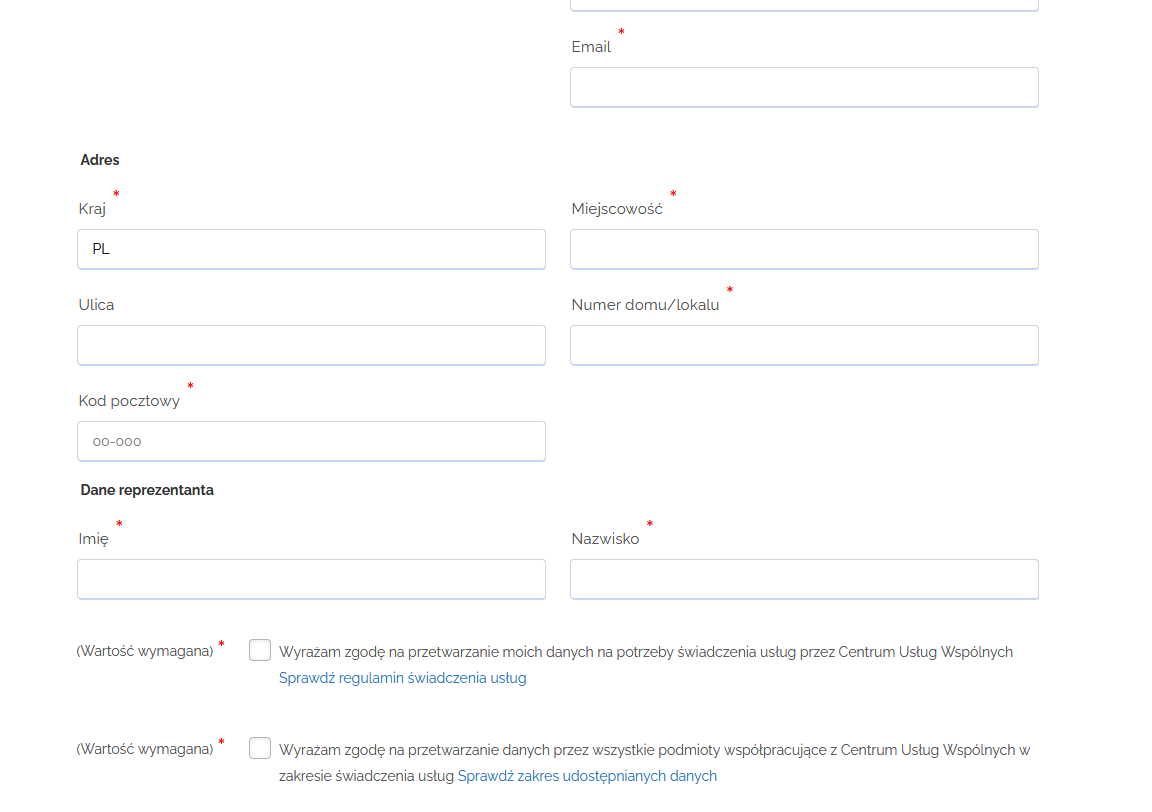 Email *
Adres
Kraj *
Miejscowość *
PL
Ulica
Numer domu/lokalu *
Kod pocztowy *
00-000
Dane reprezentanta
Imię *
Nazwisko *
(Wartość wymagana) *
Wyrażam zgodę na przetwarzanie moich danych na potrzeby świadczenia usług przez Centrum Usług Wspólnych
Sprawdź regulamin świadczenia usług
(Wartość wymagana) *
Wyrażam zgodę na przetwarzanie danych przez wszystkie podmioty współpracujące z Centrum Usług Wspólnych w
zakresie świadczenia usług Sprawdź zakres udostępnianych danych